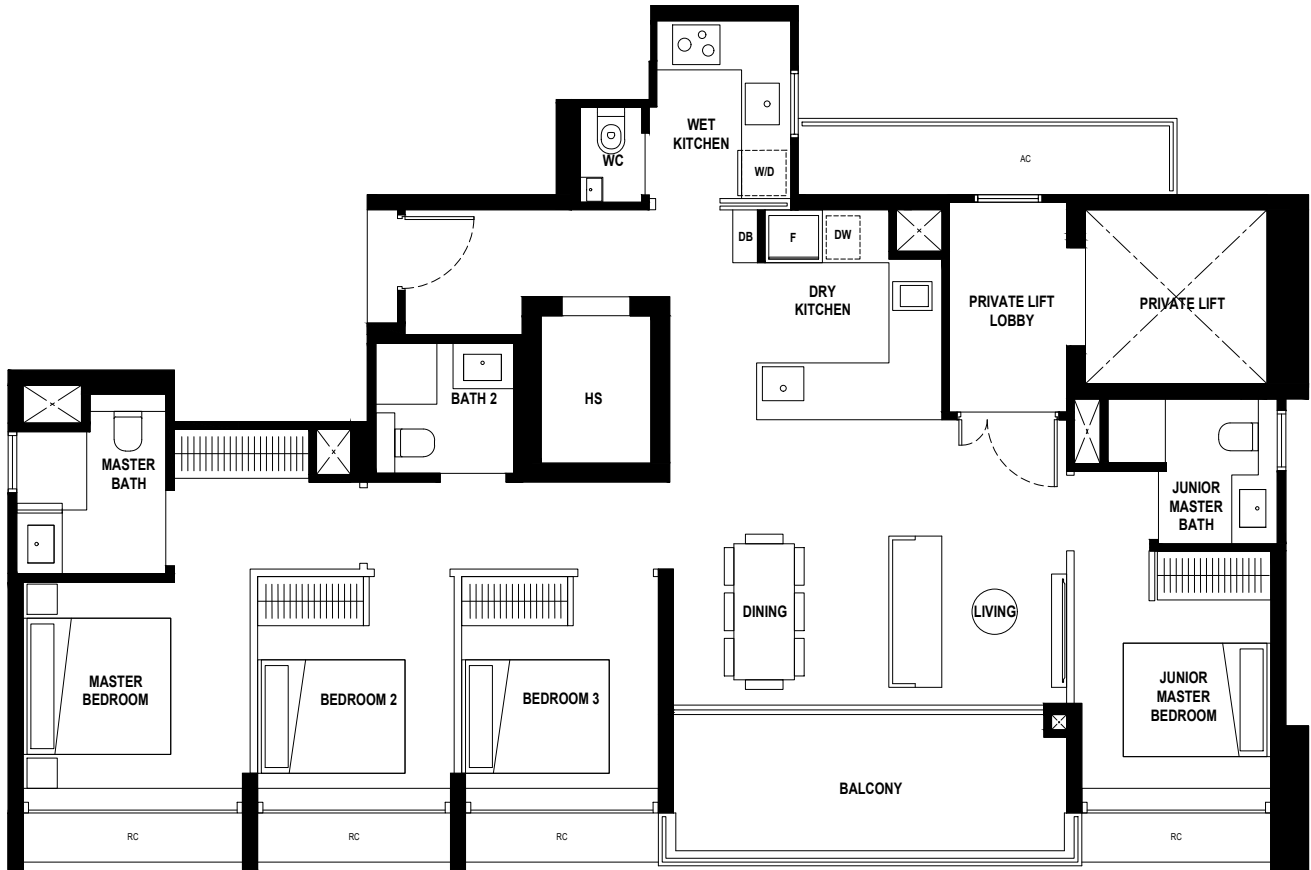 WET
KITCHEN
WC
W/D
AC
DB
F
DW
DRY
KITCHEN
PRIVATE LIFT
LOBBY
PRIVATE LIFT
BATH 2
HS
MASTER
BATH
JUNIOR
MASTER
BATH
DINING
LIVING
MASTER
BEDROOM
BEDROOM 2
BEDROOM 3
JUNIOR
MASTER
BEDROOM
BALCONY
RC
RC
RC
RC